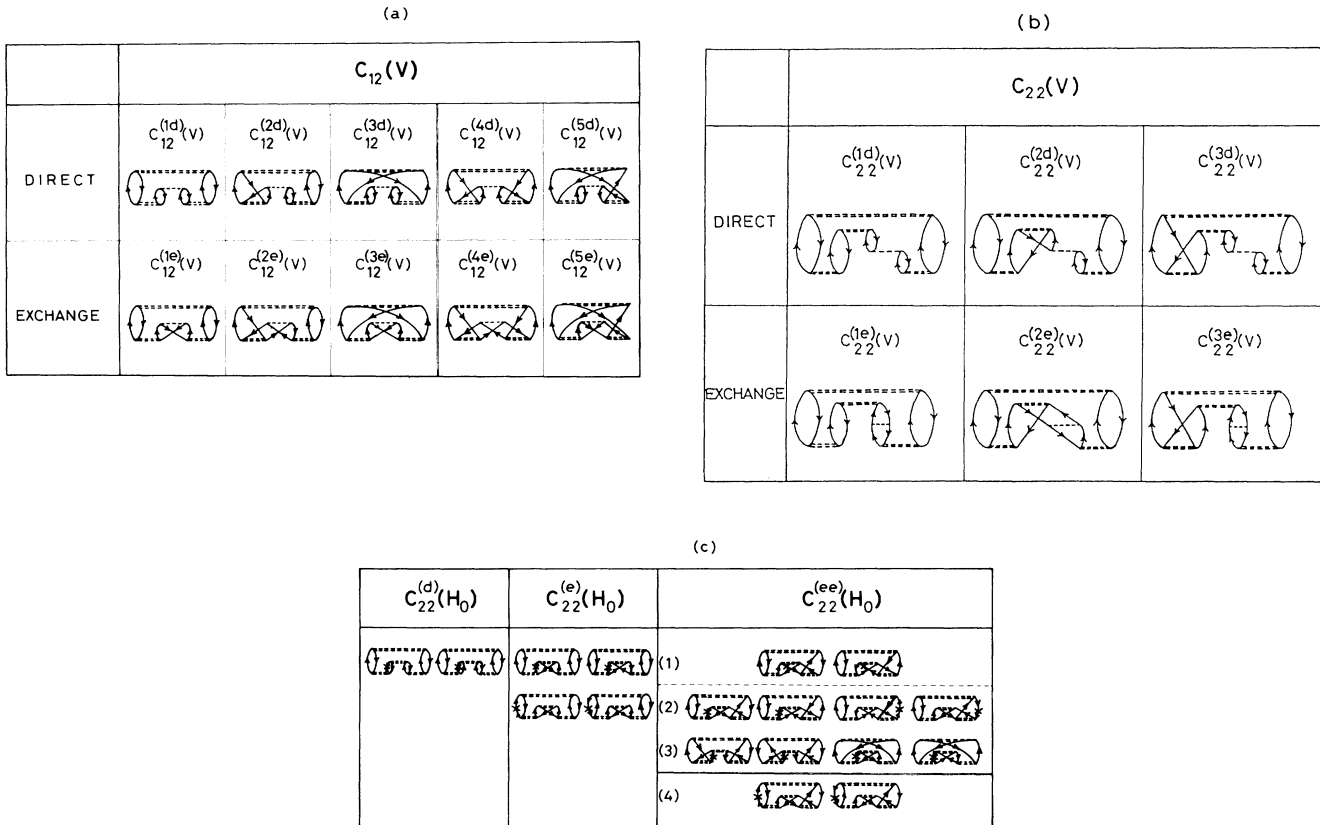 (a)
C₁₂(V)
C₁₂⁽¹ᵈ⁾(V) C₁₂⁽²ᵈ⁾(V) C₁₂⁽³ᵈ⁾(V) C₁₂⁽⁴ᵈ⁾(V) C₁₂⁽⁵ᵈ⁾(V)
DIRECT
C₁₂⁽¹ᵉ⁾(V) C₁₂⁽²ᵉ⁾(V) C₁₂⁽³ᵉ⁾(V) C₁₂⁽⁴ᵉ⁾(V) C₁₂⁽⁵ᵉ⁾(V)
EXCHANGE
(b)
C₂₂(V)
C₂₂⁽¹ᵈ⁾(V) C₂₂⁽²ᵈ⁾(V) C₂₂⁽³ᵈ⁾(V)
DIRECT
C₂₂⁽¹ᵉ⁾(V) C₂₂⁽²ᵉ⁾(V) C₂₂⁽³ᵉ⁾(V)
EXCHANGE
(c)
C₂₂⁽ᵈ⁾(H₀) C₂₂⁽ᵉ⁾(H₀) C₂₂⁽ᵉᵉ⁾(H₀)
(1)
(2)
(3)
(4)